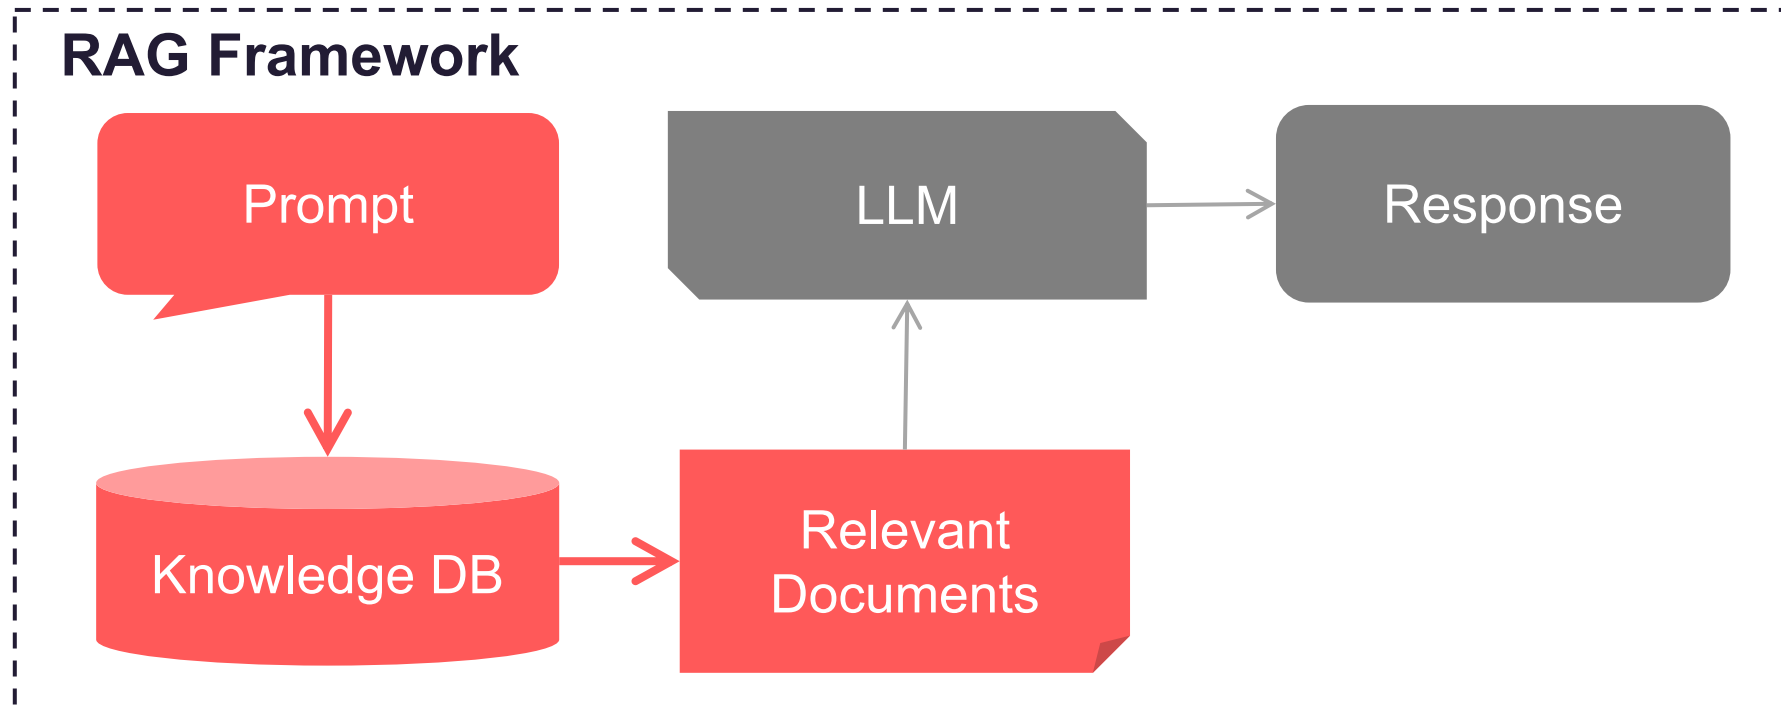 RAG Framework
Prompt
LLM
Response
Knowledge DB
Relevant
Documents